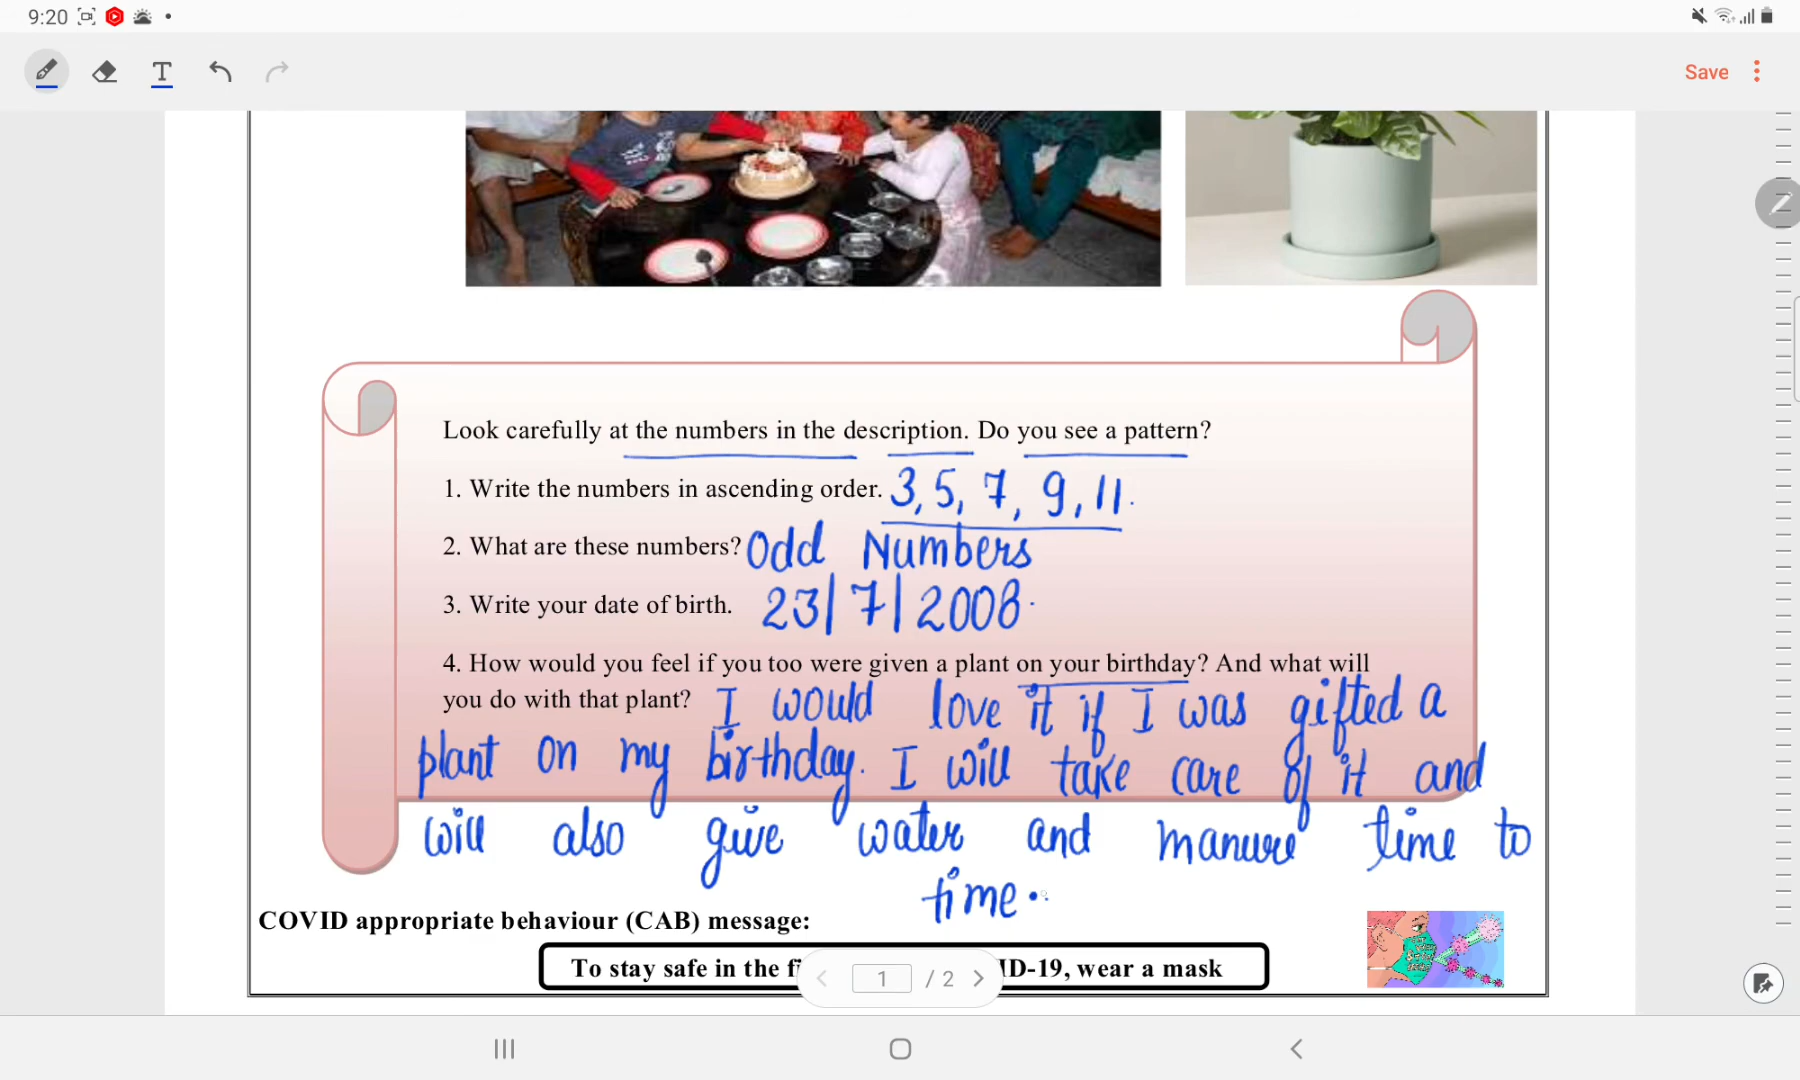 9:20
T
Save
Look carefully at the numbers in the description. Do you see a pattern?
1. Write the numbers in ascending order. 3, 5, 7, 9, 11.
2. What are these numbers? Odd Numbers
3. Write your date of birth. 23/7/2008.
4. How would you feel if you too were given a plant on your birthday? And what will
you do with that plant? I would love it if I was gifted a
plant on my birthday. I will take care of it and
will also give water and manure time to
time.
COVID appropriate behaviour (CAB) message:
To stay safe in the fi ID-19, wear a mask
1 / 2